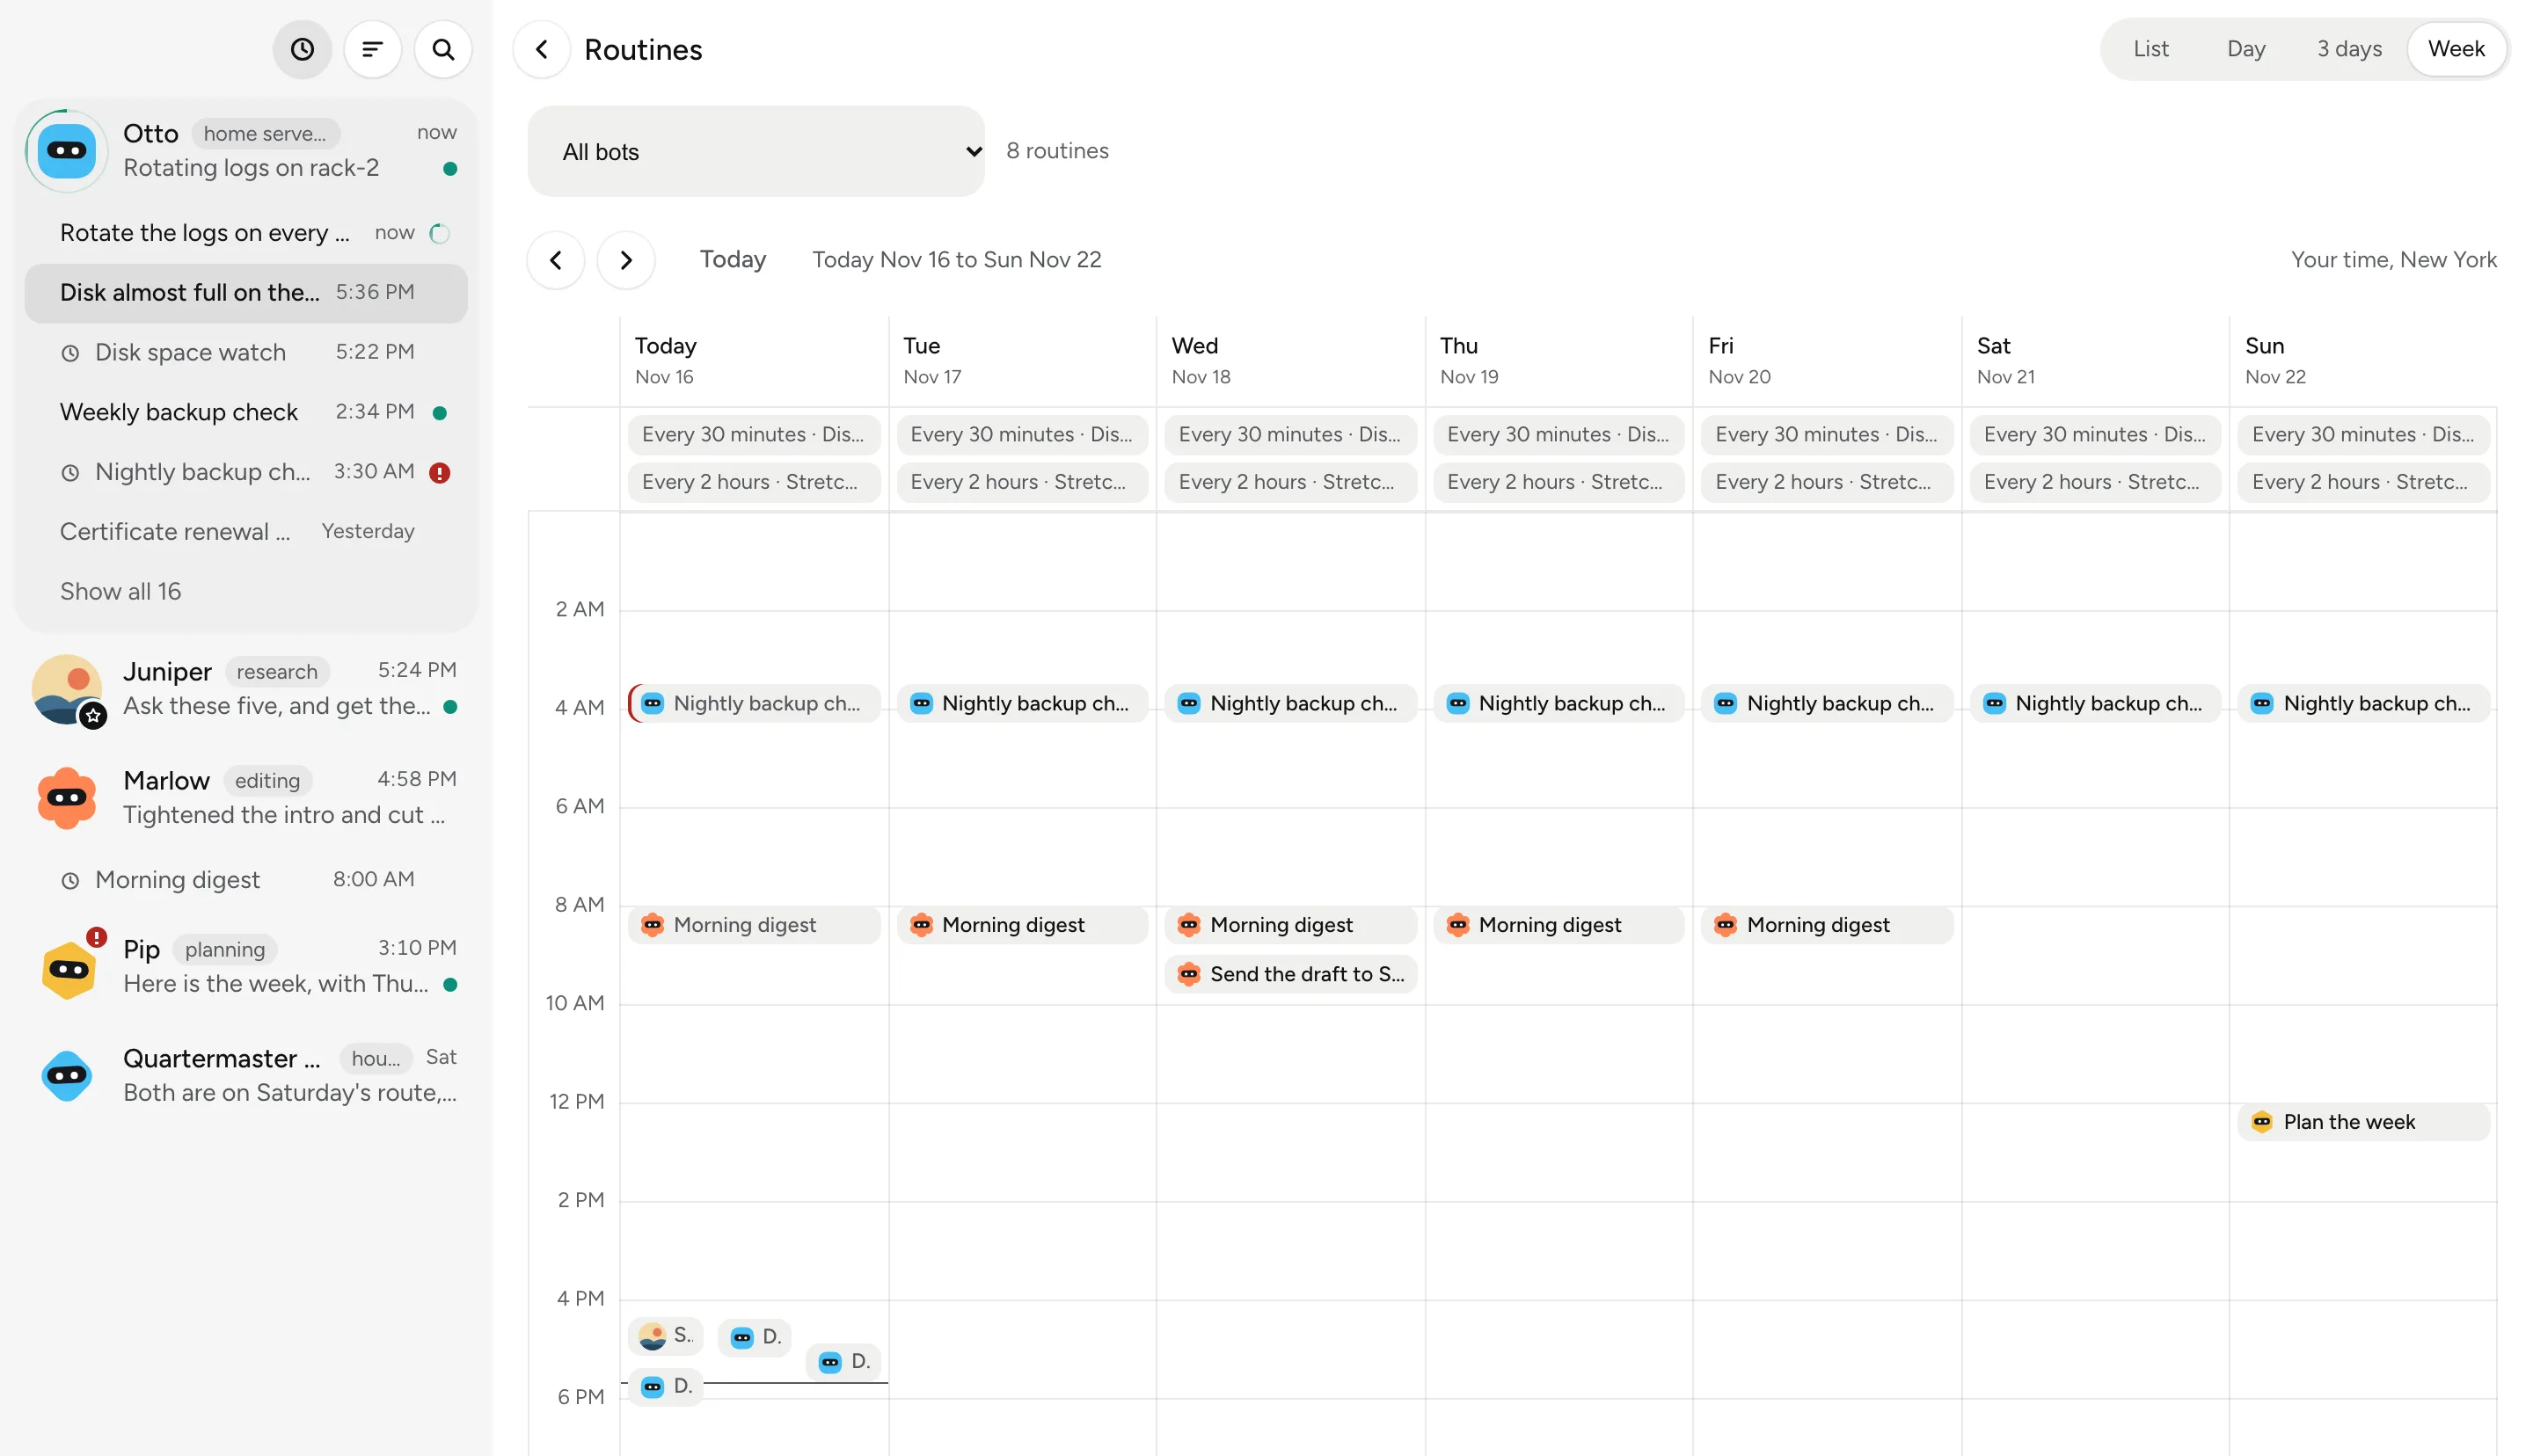 Otto home serve... now
Rotating logs on rack-2
Rotate the logs on every ... now
Disk almost full on the... 5:36 PM
Disk space watch 5:22 PM
Weekly backup check 2:34 PM
Nightly backup ch... 3:30 AM
Certificate renewal ... Yesterday
Show all 16
Juniper research 5:24 PM
Ask these five, and get the...
Marlow editing 4:58 PM
Tightened the intro and cut ...
Morning digest 8:00 AM
Pip planning 3:10 PM
Here is the week, with Thu...
Quartermaster ... hou... Sat
Both are on Saturday's route,...
Routines
List Day 3 days Week
All bots 8 routines
Today Today Nov 16 to Sun Nov 22 Your time, New York
Today Tue Wed Thu Fri Sat Sun
Nov 16 Nov 17 Nov 18 Nov 19 Nov 20 Nov 21 Nov 22
Every 30 minutes · Dis... Every 30 minutes · Dis... Every 30 minutes · Dis... Every 30 minutes · Dis... Every 30 minutes · Dis... Every 30 minutes · Dis... Every 30 minutes · Dis...
Every 2 hours · Stretc... Every 2 hours · Stretc... Every 2 hours · Stretc... Every 2 hours · Stretc... Every 2 hours · Stretc... Every 2 hours · Stretc... Every 2 hours · Stretc...
2 AM
4 AM Nightly backup ch... Nightly backup ch... Nightly backup ch... Nightly backup ch... Nightly backup ch... Nightly backup ch... Nightly backup ch...
6 AM
8 AM
Morning digest Morning digest Morning digest Morning digest Morning digest
Send the draft to S...
10 AM
12 PM
Plan the week
2 PM
4 PM
S.. D.
D.
D.
6 PM